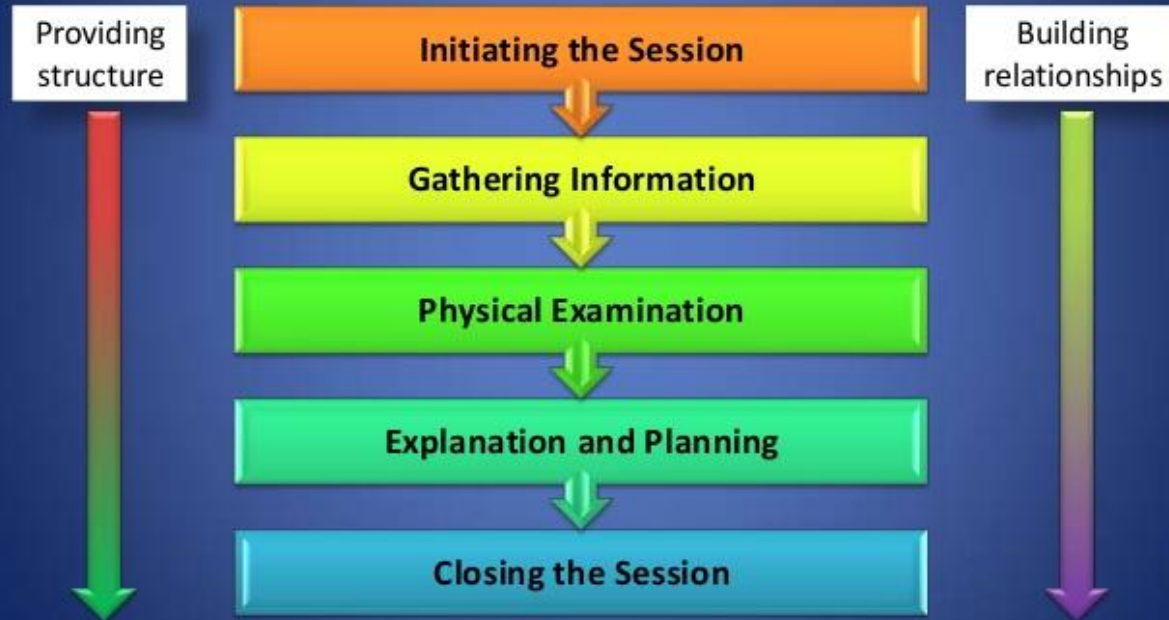 Providing
structure
Initiating the Session
Building
relationships
Gathering Information
Physical Examination
Explanation and Planning
Closing the Session